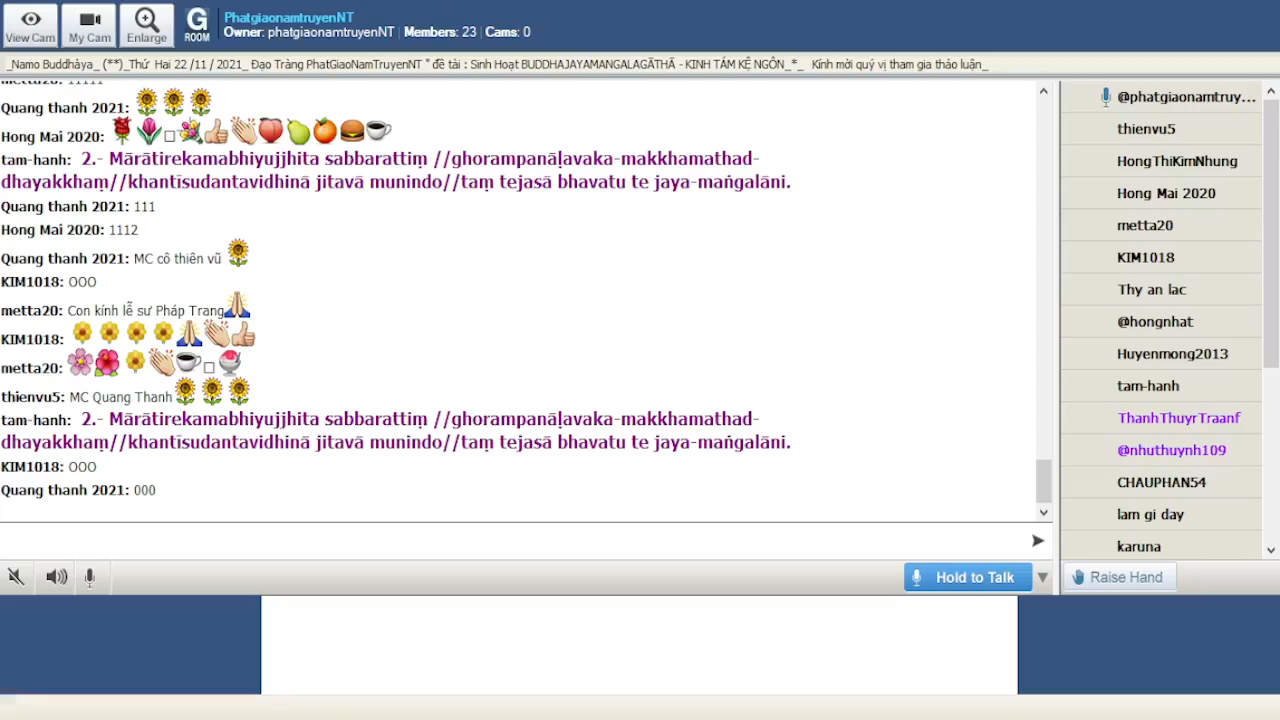 View Cam
My Cam
Enlarge
G
ROOM
PhatgiaonamtruyenNT
Owner: phatgiaonamtruyenNT | Members: 23 | Cams: 0
_Namo Buddhàya_ (**)_Thứ Hai 22 /11 / 2021_ Đạo Tràng PhatGiaoNamTruyenNT " đề tài : Sinh Hoạt BUDDHAJAYAMANGALAGĀTHĀ - KINH TÁM KỆ NGÔN_*_ Kính mời quý vị tham gia thảo luận_
metta20: 11111
Quang thanh 2021:
Hong Mai 2020:
tam-hanh: 2.- Mārātirekamabhiyujjhita sabbarattiṃ //ghorampanāḷavaka-makkhamathad-
dhayakkhaṃ//khantīsudantavidhinā jitavā munindo//taṃ tejasā bhavatu te jaya-maṅgalāni.
Quang thanh 2021: 111
Hong Mai 2020: 1112
Quang thanh 2021: MC cô thiên vũ
KIM1018: OOO
metta20: Con kính lễ sư Pháp Trang
KIM1018:
metta20:
thienvu5: MC Quang Thanh
tam-hanh: 2.- Mārātirekamabhiyujjhita sabbarattiṃ //ghorampanāḷavaka-makkhamathad-
dhayakkhaṃ//khantīsudantavidhinā jitavā munindo//taṃ tejasā bhavatu te jaya-maṅgalāni.
KIM1018: OOO
Quang thanh 2021: 000
Hold to Talk
@phatgiaonamtruy...
thienvu5
HongThiKimNhung
Hong Mai 2020
metta20
KIM1018
Thy an lac
@hongnhat
Huyenmong2013
tam-hanh
ThanhThuyrTraanf
@nhuthuynh109
CHAUPHAN54
lam gi day
karuna
Raise Hand